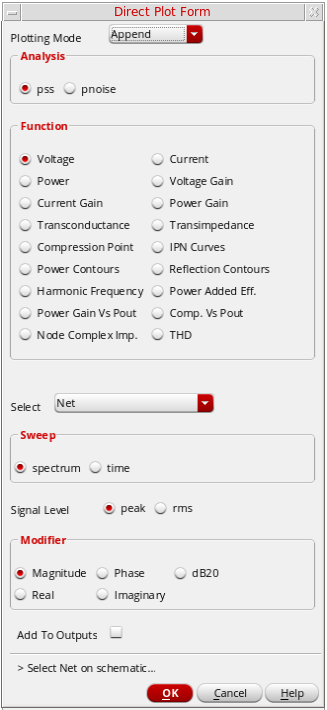 Direct Plot Form
Plotting Mode Append
Analysis
pss pnoise
Function
Voltage Current
Power Voltage Gain
Current Gain Power Gain
Transconductance Transimpedance
Compression Point IPN Curves
Power Contours Reflection Contours
Harmonic Frequency Power Added Eff.
Power Gain Vs Pout Comp. Vs Pout
Node Complex Imp. THD
Select Net
Sweep
spectrum time
Signal Level peak rms
Modifier
Magnitude Phase dB20
Real Imaginary
Add To Outputs
> Select Net on schematic...
OK Cancel Help